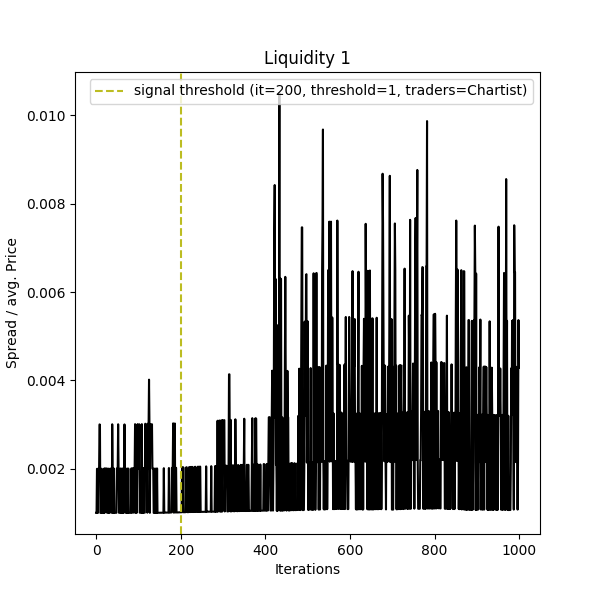 Liquidity 1
signal threshold (it=200, threshold=1, traders=Chartist)
0.010
0.008
0.006
0.004
0.002
Spread / avg. Price
0 200 400 600 800 1000
Iterations